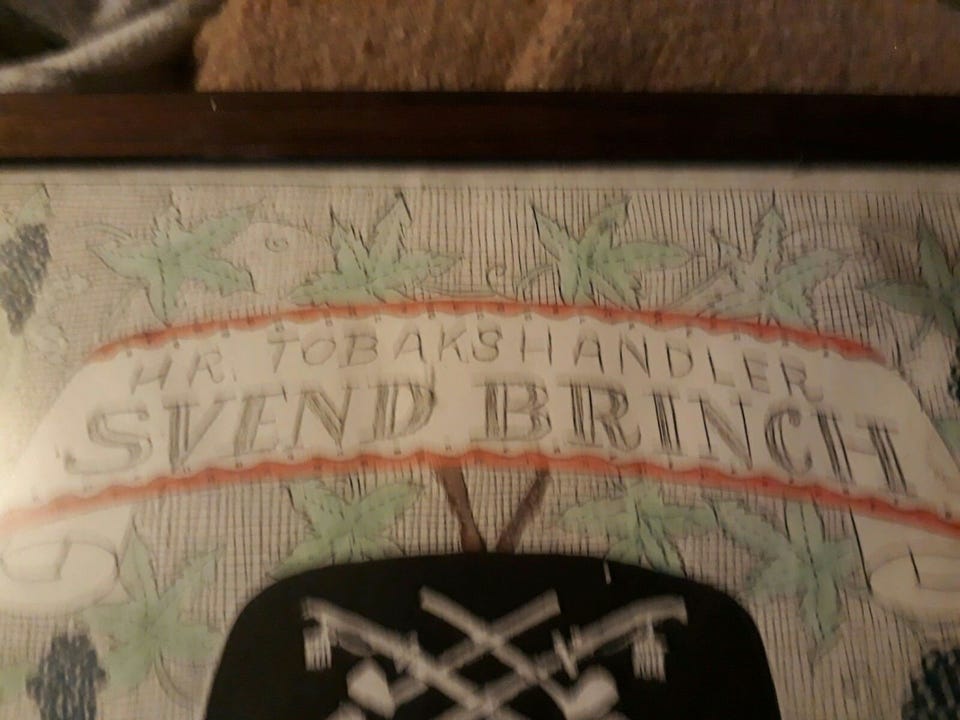 HR. TOBAKSHANDLER
SVEND BRINCH